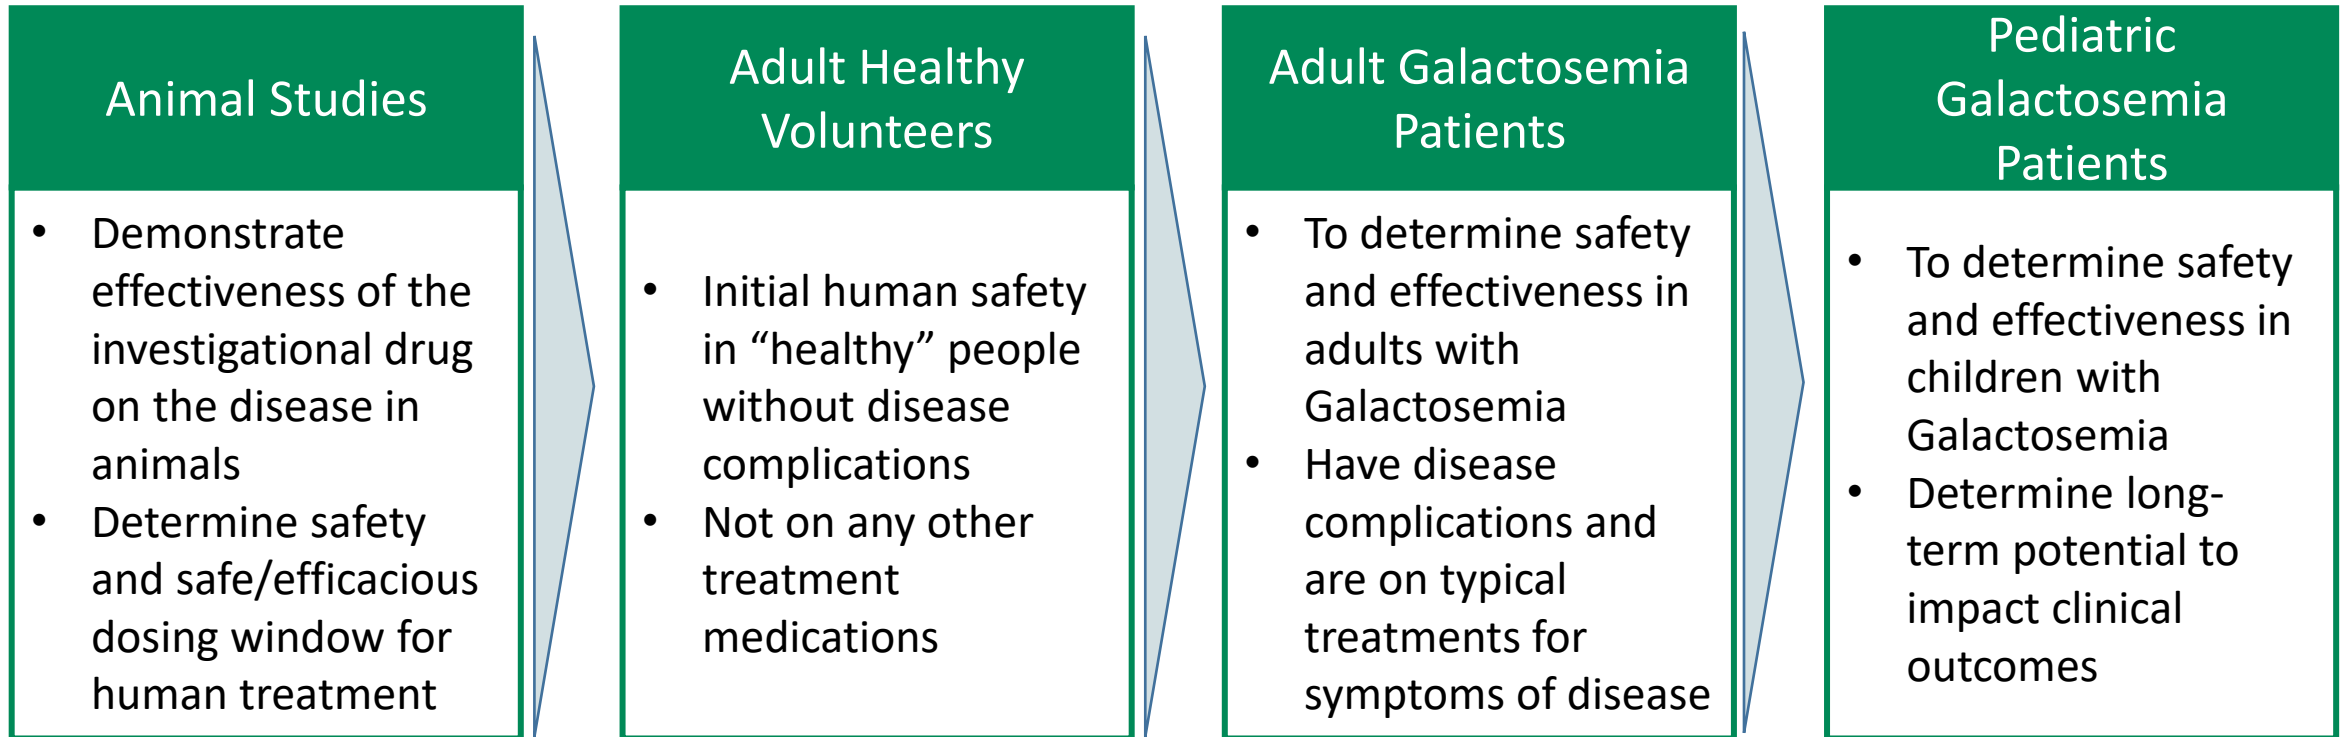 Animal Studies
• Demonstrate
effectiveness of the
investigational drug
on the disease in
animals
• Determine safety
and safe/efficacious
dosing window for
human treatment
Adult Healthy
Volunteers
• Initial human safety
in “healthy” people
without disease
complications
• Not on any other
treatment
medications
Adult Galactosemia
Patients
• To determine safety
and effectiveness in
adults with
Galactosemia
• Have disease
complications and
are on typical
treatments for
symptoms of disease
Pediatric
Galactosemia
Patients
• To determine safety
and effectiveness in
children with
Galactosemia
• Determine long-
term potential to
impact clinical
outcomes